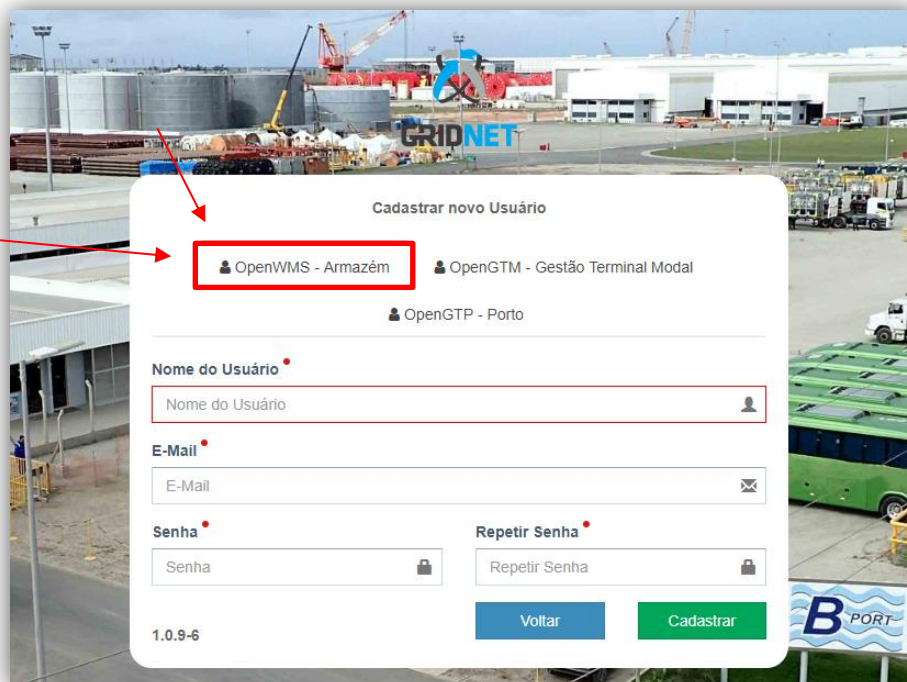 GRIDNET
Cadastrar novo Usuário
OpenWMS - Armazém OpenGTM - Gestão Terminal Modal
OpenGTP - Porto
Nome do Usuário
Nome do Usuário
E-Mail
E-Mail
Senha Repetir Senha
Senha Repetir Senha
Voltar Cadastrar
1.0.9-6
B PORT